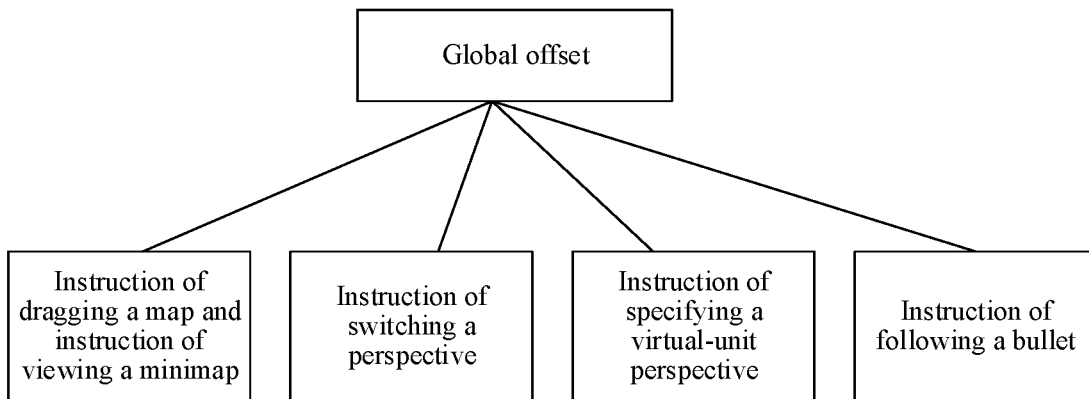 Global offset
Instruction of
dragging a map and
instruction of
viewing a minimap
Instruction of
switching a
perspective
Instruction of
specifying a
virtual-unit
perspective
Instruction of
following a bullet